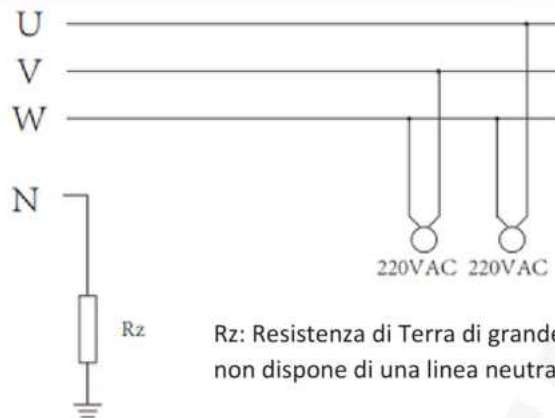 U
V
W
N
220VAC 220VAC
Rz
Rz: Resistenza di Terra di grande
non dispone di una linea neutra